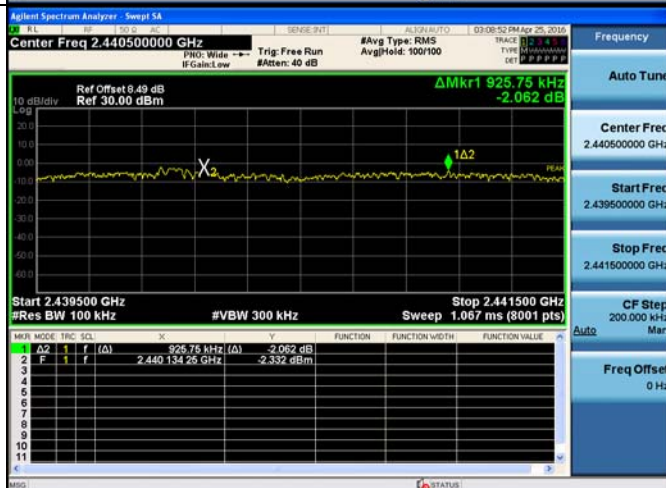 Agilent Spectrum Analyzer - Swept SA
RL RF 50 Ω AC SENSE:INT ALIGN AUTO 03:08:52 PM Apr 25, 2016
Center Freq 2.440500000 GHz
PNO: Wide
IFGain:Low
Trig: Free Run
#Atten: 40 dB
#Avg Type: RMS
Avg|Hold: 100/100
TRACE 1 2 3 4 5 6
TYPE
DET P P P P P P
Ref Offset 8.49 dB
10 dB/div Ref 30.00 dBm
Log
ΔMkr1 925.75 kHz
-2.062 dB
20.0
10.0
0.00
-10.0
-20.0
-30.0
-40.0
-50.0
-60.0
X2
1Δ2
PEAK
Start 2.439500 GHz Stop 2.441500 GHz
#Res BW 100 kHz #VBW 300 kHz Sweep 1.067 ms (8001 pts)
MKR MODE TRC SCL X Y FUNCTION FUNCTION WIDTH FUNCTION VALUE
1 Δ2 1 f (Δ) 925.75 kHz (Δ) -2.062 dB
2 F 1 f 2.440 134 25 GHz -2.332 dBm
3
4
5
6
7
8
9
10
11
MSG STATUS
Frequency
Auto Tune
Center Freq
2.440500000 GHz
Start Freq
2.439500000 GHz
Stop Freq
2.441500000 GHz
CF Step
200.000 kHz
Auto Man
Freq Offset
0 Hz